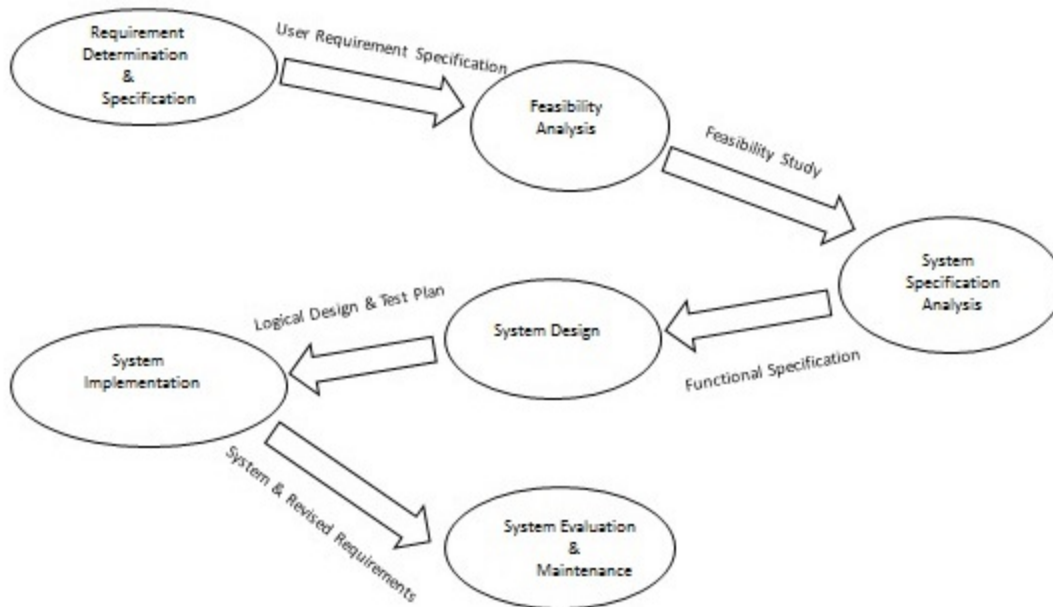 Requirement
Determination
&
Specification
User Requirement Specification
Feasibility
Analysis
Feasibility Study
System
Specification
Analysis
Functional Specification
System Design
Logical Design & Test Plan
System
Implementation
System & Revised Requirements
System Evaluation
&
Maintenance